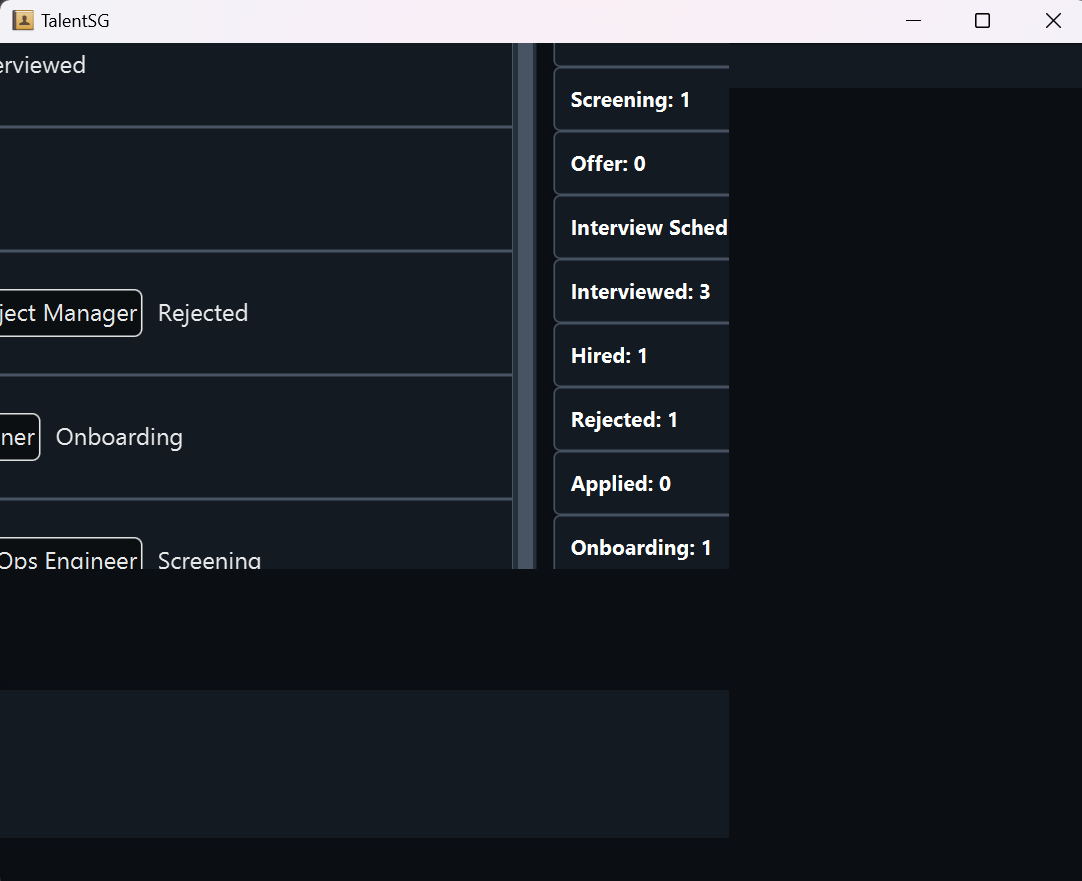 TalentSG
erviewed
ject Manager Rejected
ner Onboarding
Ops Engineer Screening
Screening: 1
Offer: 0
Interview Sched
Interviewed: 3
Hired: 1
Rejected: 1
Applied: 0
Onboarding: 1